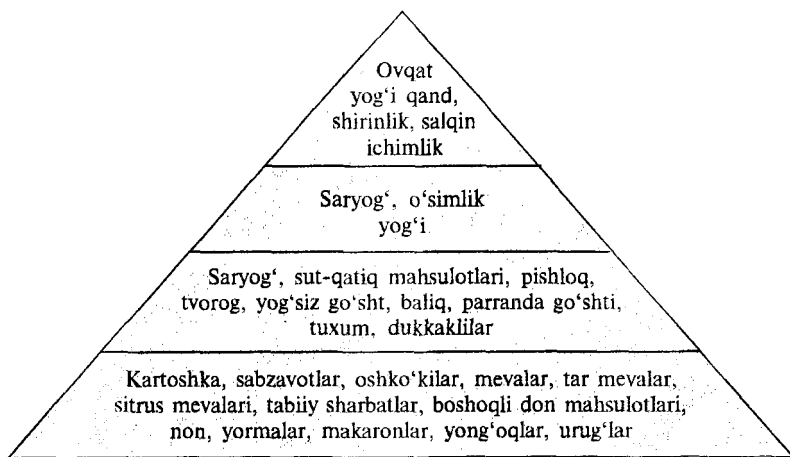 Ovqat
yog‘i qand,
shirinlik, salqin
ichimlik
Saryog‘, o‘simlik
yog‘i
Saryog‘, sut-qatiq mahsulotlari, pishloq,
tvorog, yog‘siz go‘sht, baliq, parranda go‘shti,
tuxum, dukkaklilar
Kartoshka, sabzavotlar, oshko‘kilar, mevalar, tar mevalar,
sitrus mevalari, tabiiy sharbatlar, boshoqli don mahsulotlari,
non, yormalar, makaronlar, yong‘oqlar, urug‘lar